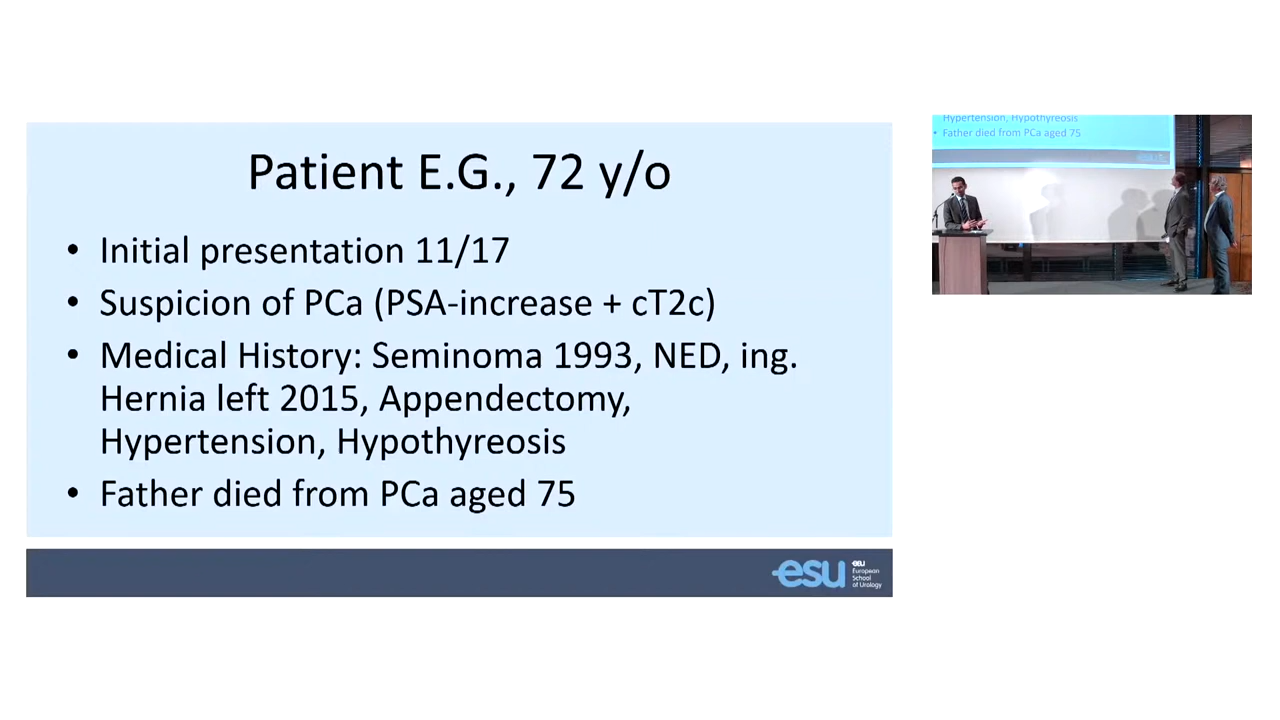 Patient E.G., 72 y/o
• Initial presentation 11/17
• Suspicion of PCa (PSA-increase + cT2c)
• Medical History: Seminoma 1993, NED, ing.
Hernia left 2015, Appendectomy,
Hypertension, Hypothyreosis
• Father died from PCa aged 75
esu
eau
European
School
of Urology
Hypertension, Hypothyreosis
• Father died from PCa aged 75